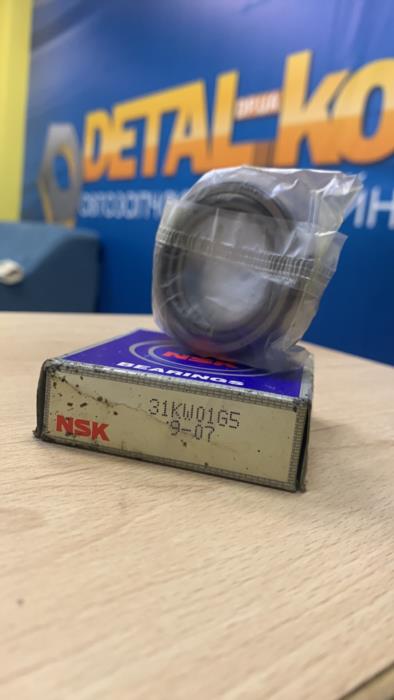 DETAL-KO
NSK
BEARINGS
31KW01G5
9-07
NSK